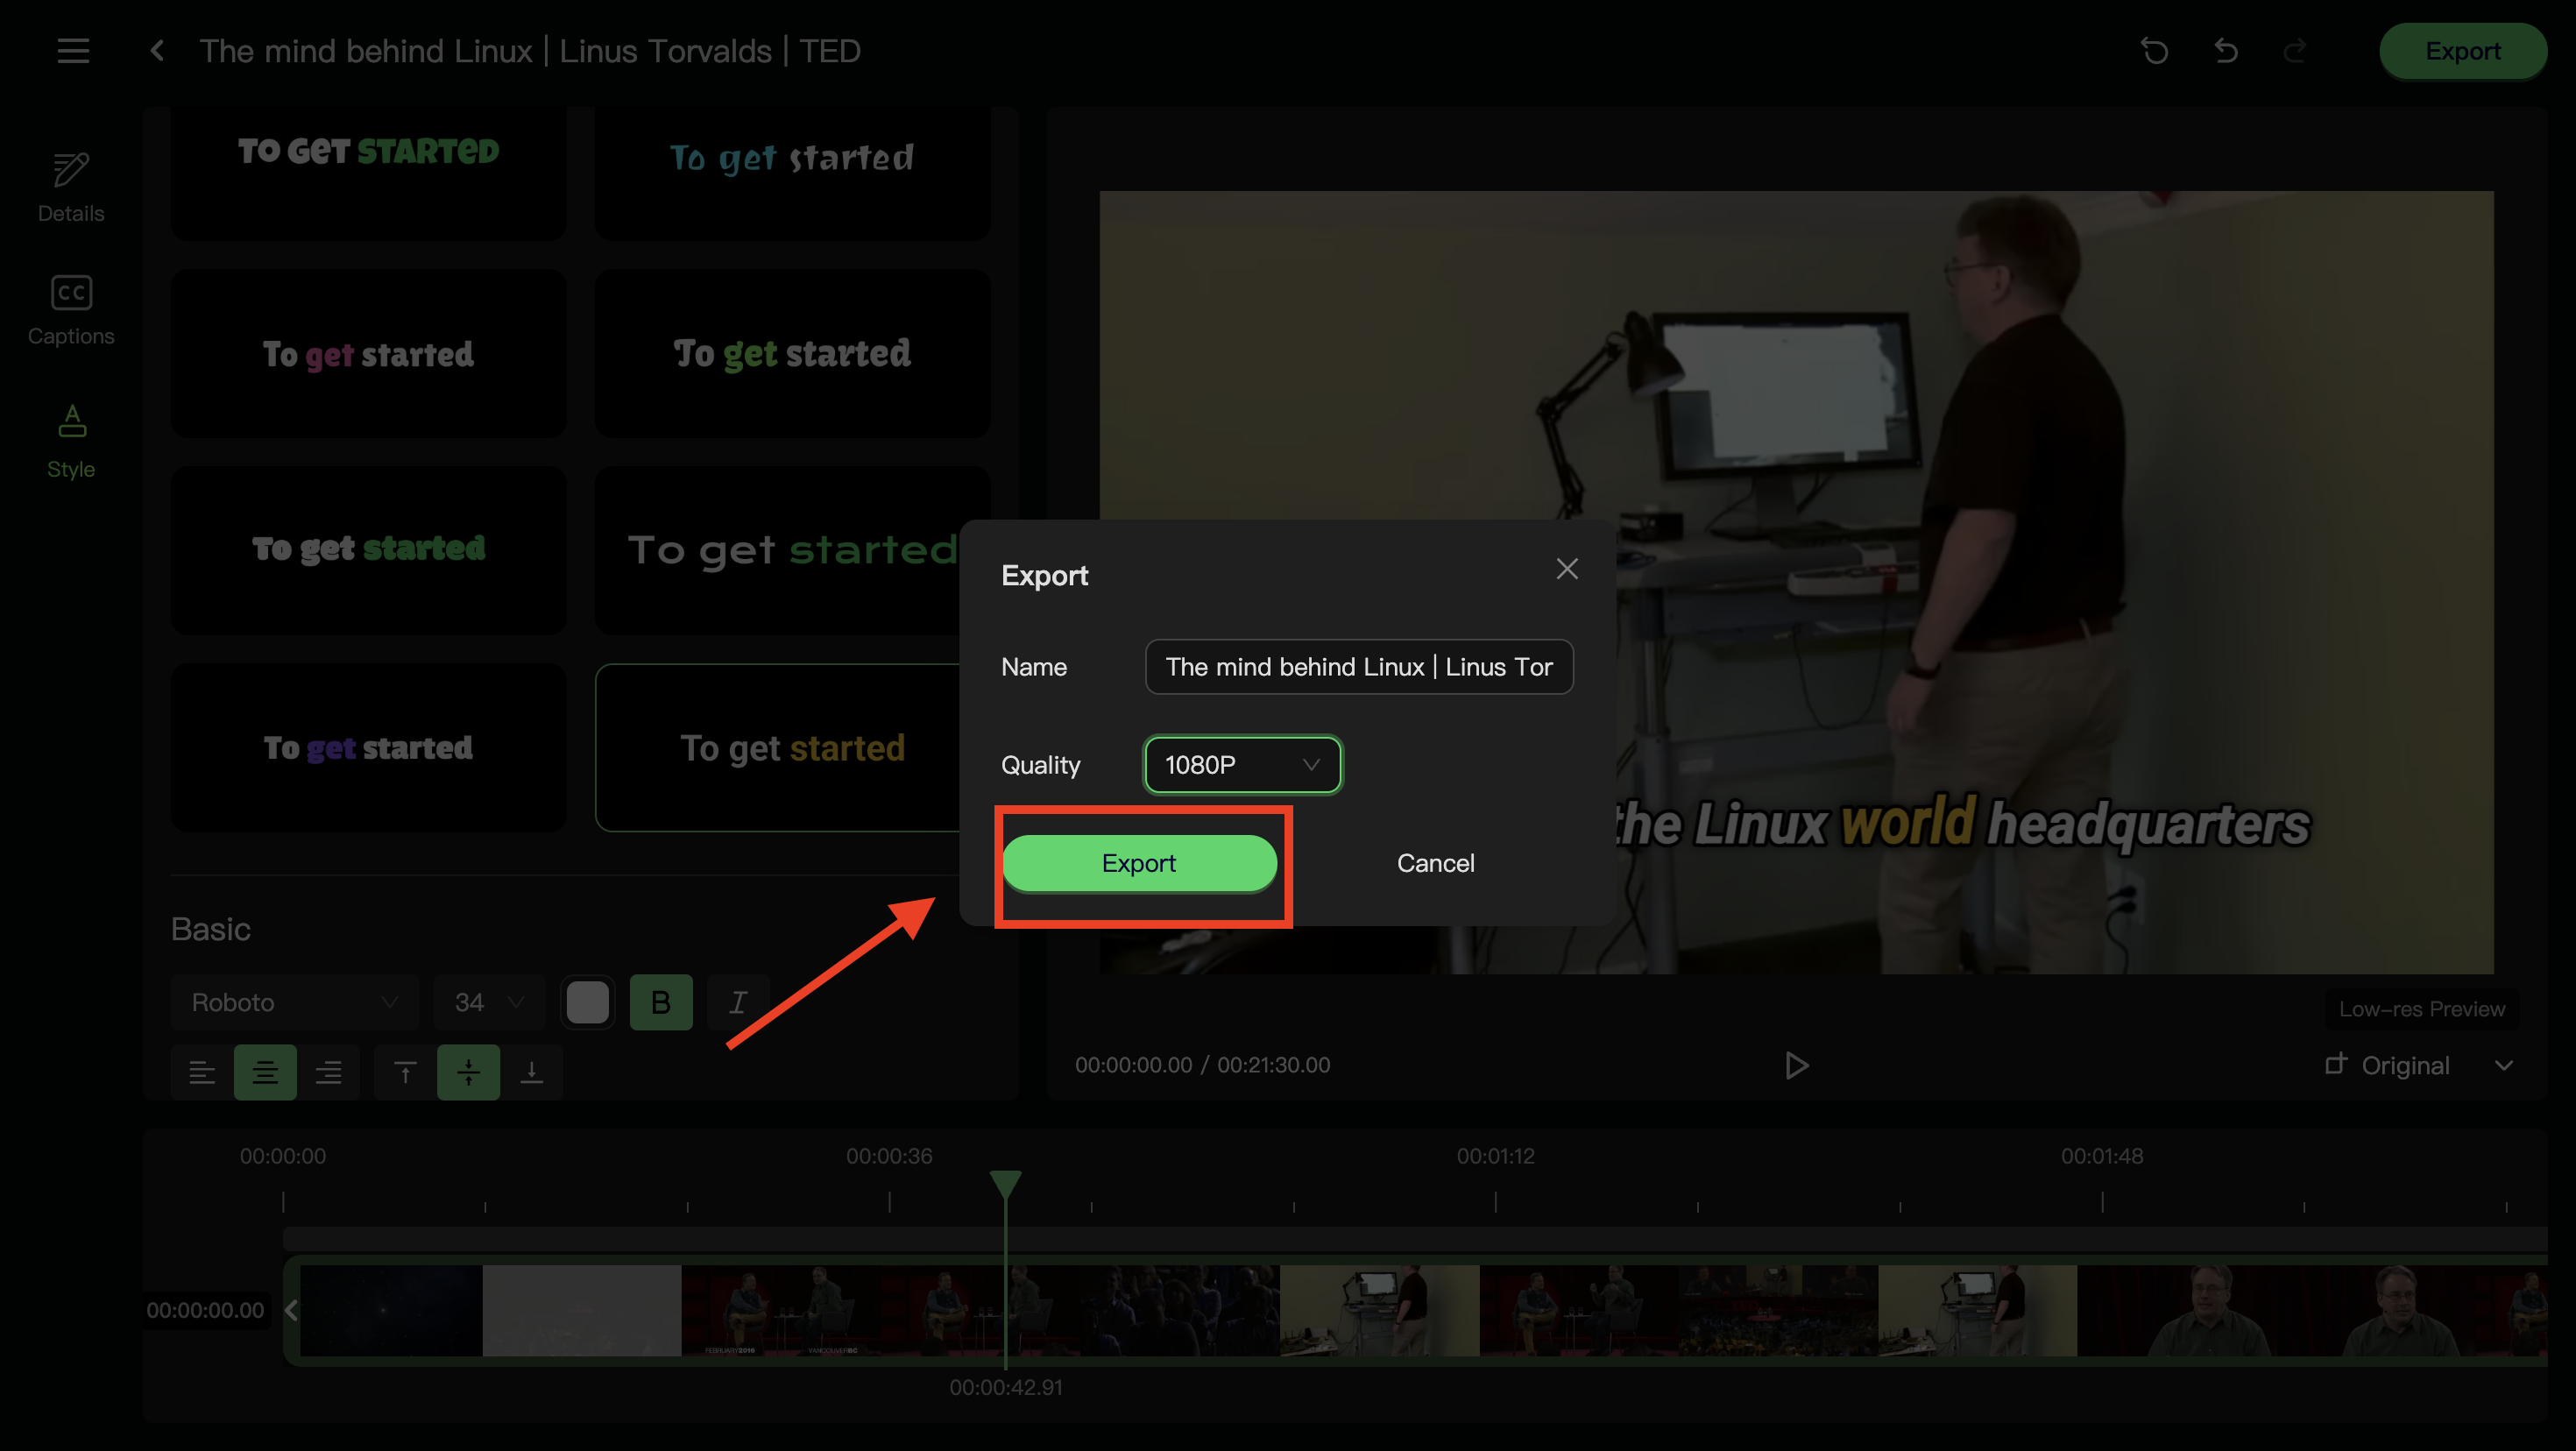 The mind behind Linux | Linus Torvalds | TED
Export
Details
Captions
Style
CC
TO GET STARTED
To get started
To get started
To get started
To get started
To get started
To get started
To get started
Basic
Roboto
34
B
I
Export
Name
The mind behind Linux | Linus Tor
Quality
1080P
Export
Cancel
the Linux world headquarters
Low-res Preview
00:00:00.00 / 00:21:30.00
Original
00:00:00
00:00:36
00:01:12
00:01:48
00:00:00.00
FEBRUARY2016
VANCOUVERBC
00:00:42.91